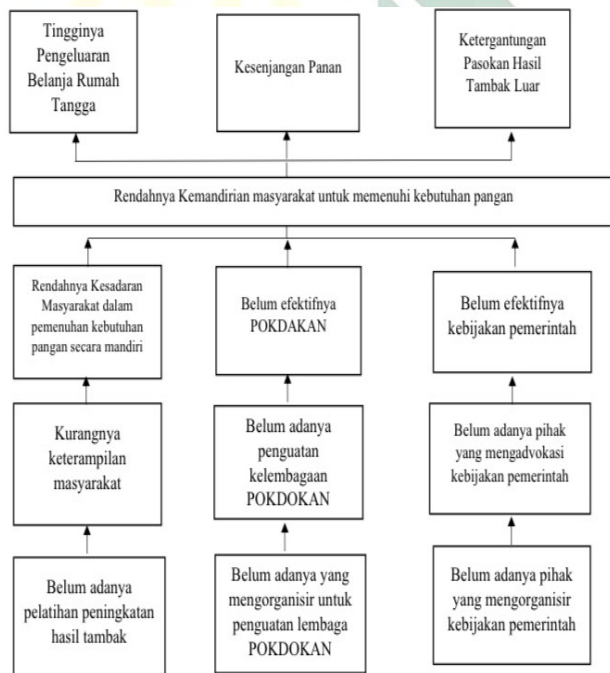 Tingginya
Pengeluaran
Belanja Rumah
Tangga
Kesenjangan Panan
Ketergantungan
Pasokan Hasil
Tambak Luar
Rendahnya Kemandirian masyarakat untuk memenuhi kebutuhan pangan
Rendahnya Kesadaran
Masyarakat dalam
pemenuhan kebutuhan
pangan secara mandiri
Belum efektifnya
POKDAKAN
Belum efektifnya
kebijakan pemerintah
Kurangnya
keterampilan
masyarakat
Belum adanya
penguatan
kelembagaan
POKDOKAN
Belum adanya pihak
yang mengadvokasi
kebijakan pemerintah
Belum adanya
pelatihan peningkatan
hasil tambak
Belum adanya yang
mengorganisir untuk
penguatan lembaga
POKDOKAN
Belum adanya pihak
yang mengorganisir
kebijakan pemerintah